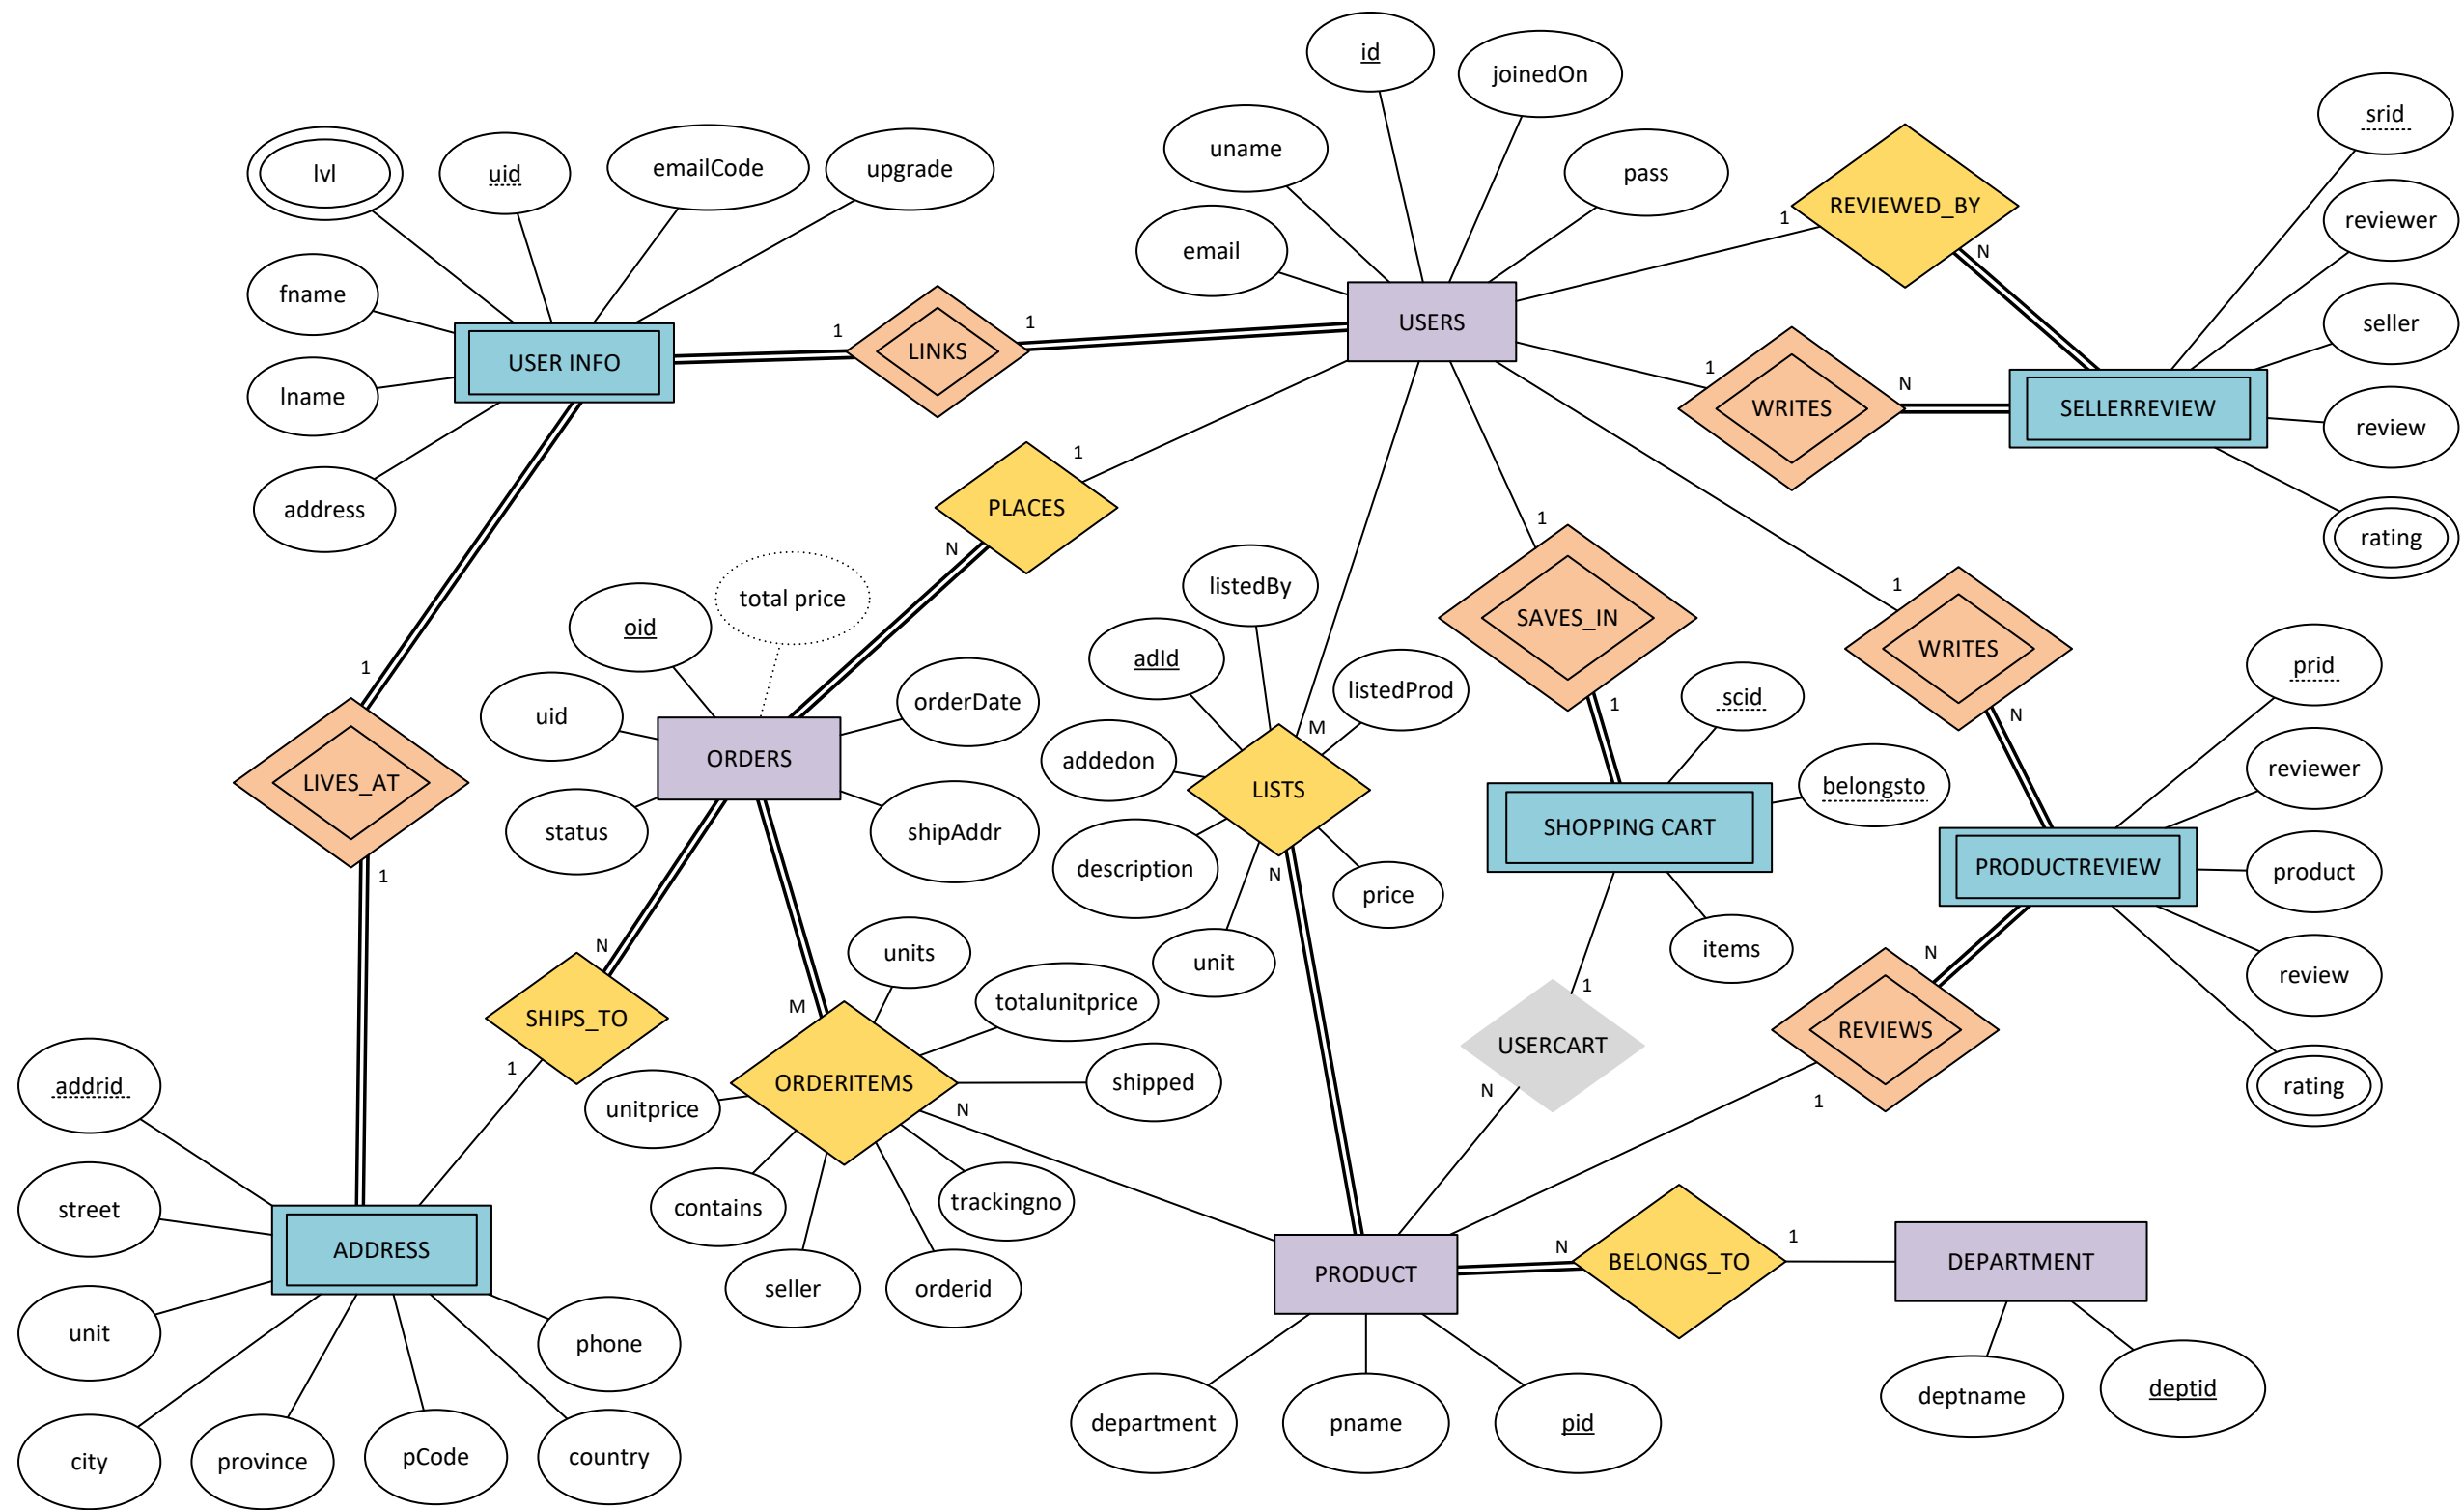 id
joinedOn
srid
uname
pass
lvl
uid
emailCode
upgrade
REVIEWED_BY
reviewer
1
N
email
fname
USERS
seller
1
1
LINKS
USER INFO
lname
1
N
WRITES
SELLERREVIEW
review
address
1
PLACES
N
1
rating
total price
listedBy
1
SAVES_IN
oid
adId
WRITES
prid
1
uid
orderDate
listedProd
scid
1
N
M
ORDERS
addedon
reviewer
LIVES_AT
LISTS
belongsto
status
shipAddr
SHOPPING CART
description
N
price
PRODUCTREVIEW
product
1
units
N
unit
items
N
review
totalunitprice
M
1
SHIPS_TO
REVIEWS
USERCART
1
addrid
ORDERITEMS
shipped
unitprice
N
N
1
rating
street
contains
trackingno
ADDRESS
1
N
BELONGS_TO
DEPARTMENT
PRODUCT
seller
orderid
unit
phone
deptname
deptid
department
pname
pid
city
province
pCode
country